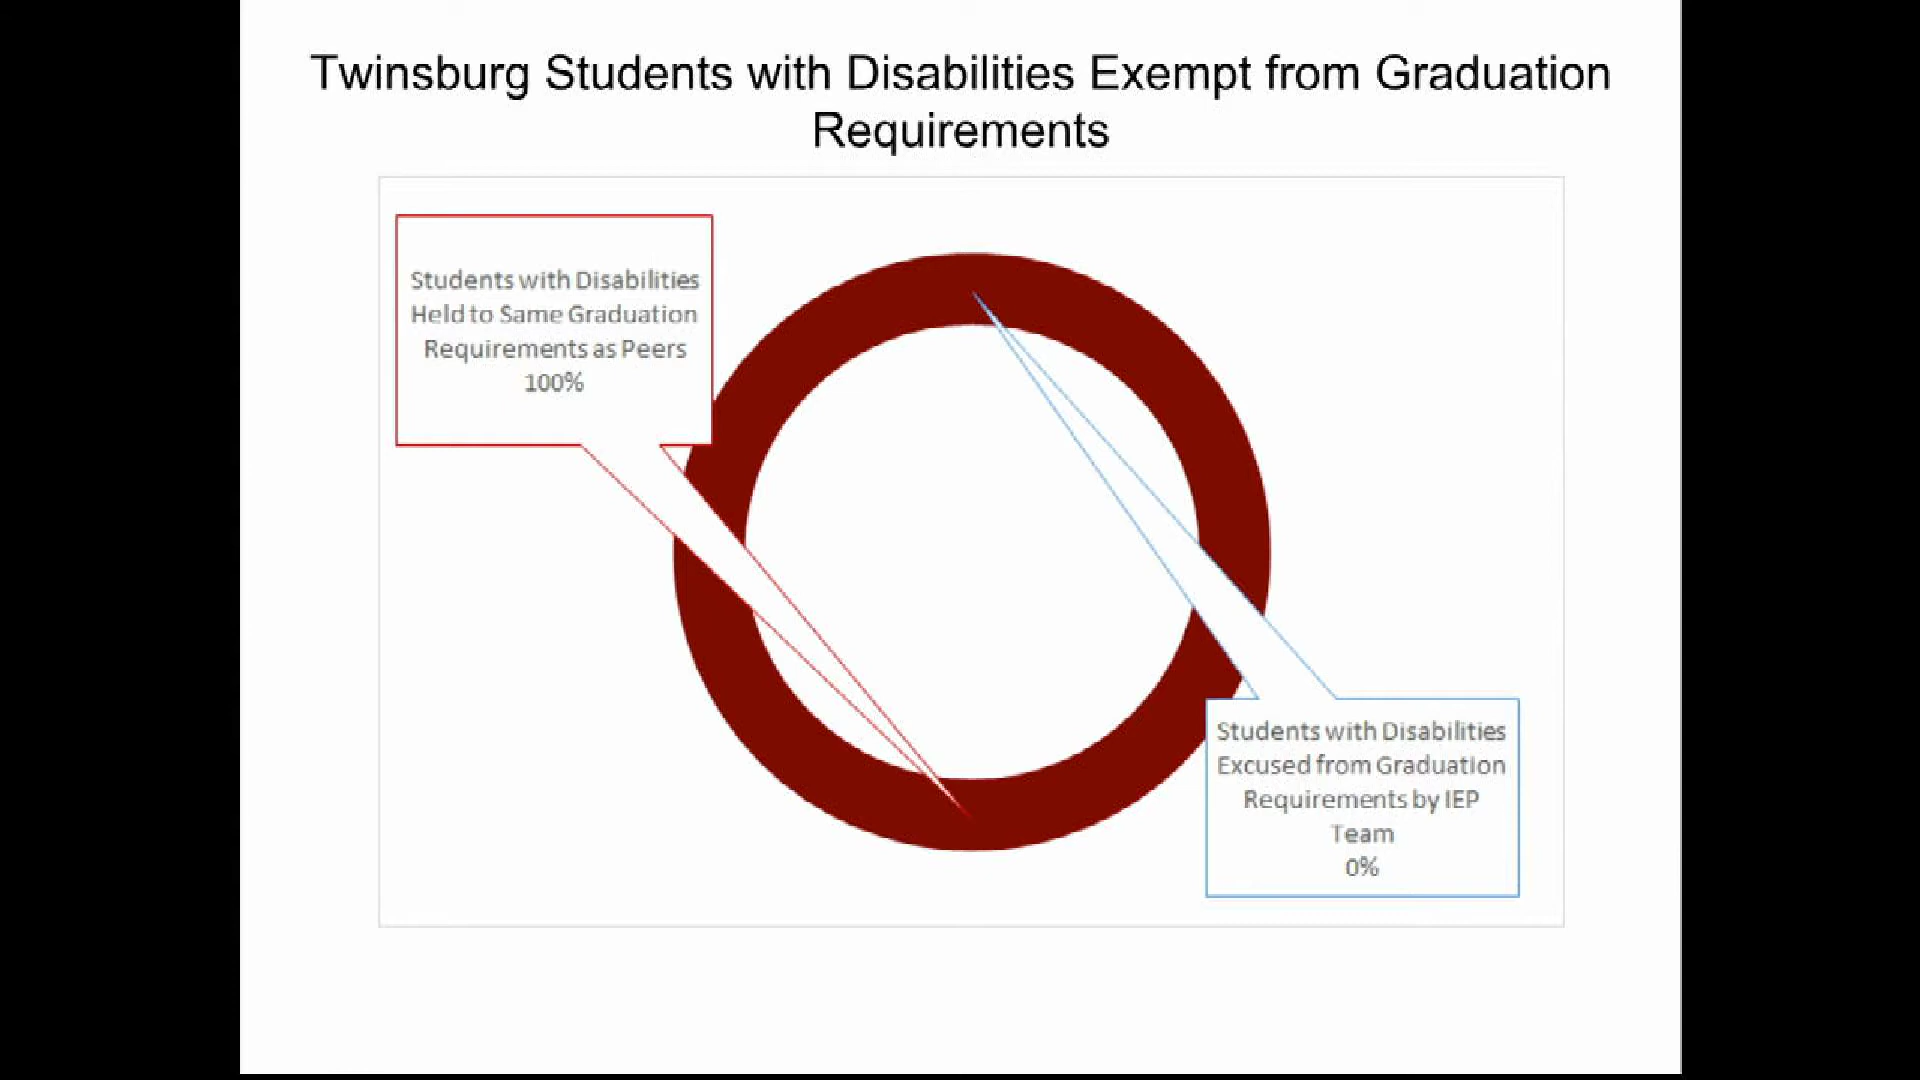 Twinsburg Students with Disabilities Exempt from Graduation
Requirements
Students with Disabilities
Held to Same Graduation
Requirements as Peers
100%
Students with Disabilities
Excused from Graduation
Requirements by IEP
Team
0%